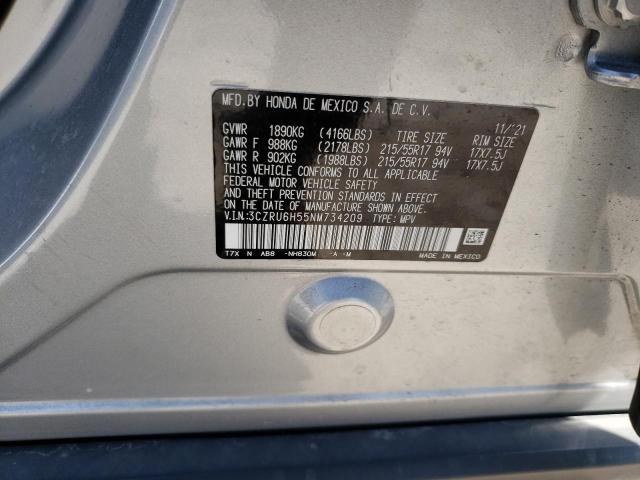 MFD.BY HONDA DE MEXICO S.A. DE C.V.
11/'21
GVWR 1890KG (4166LBS) TIRE SIZE RIM SIZE
GAWR F 988KG (2178LBS) 215/55R17 94V 17X7.5J
GAWR R 902KG (1988LBS) 215/55R17 94V 17X7.5J
THIS VEHICLE CONFORMS TO ALL APPLICABLE
FEDERAL MOTOR VEHICLE SAFETY, BUMPER,
AND THEFT PREVENTION STANDARDS IN EFFECT
ON THE DATE OF MANUFACTURE SHOWN ABOVE.
V.I.N:3CZRU6H55NM734209 TYPE: MPV
T7X N AB8 -NH830M -A -M MADE IN MEXICO